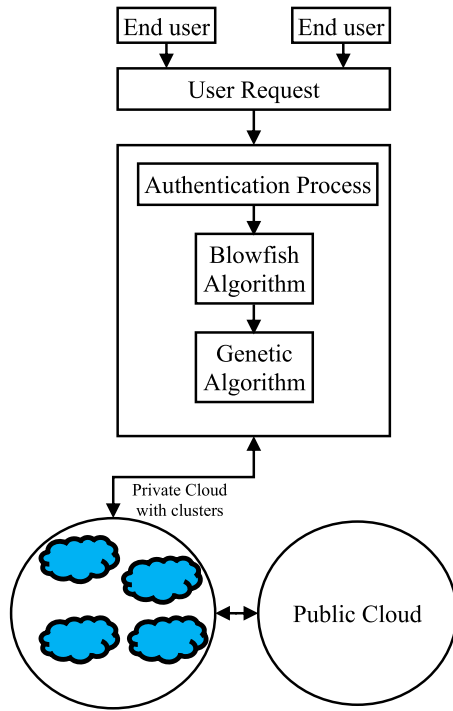 End user
End user
User Request
Authentication Process
Blowfish
Algorithm
Genetic
Algorithm
Private Cloud
with clusters
Public Cloud